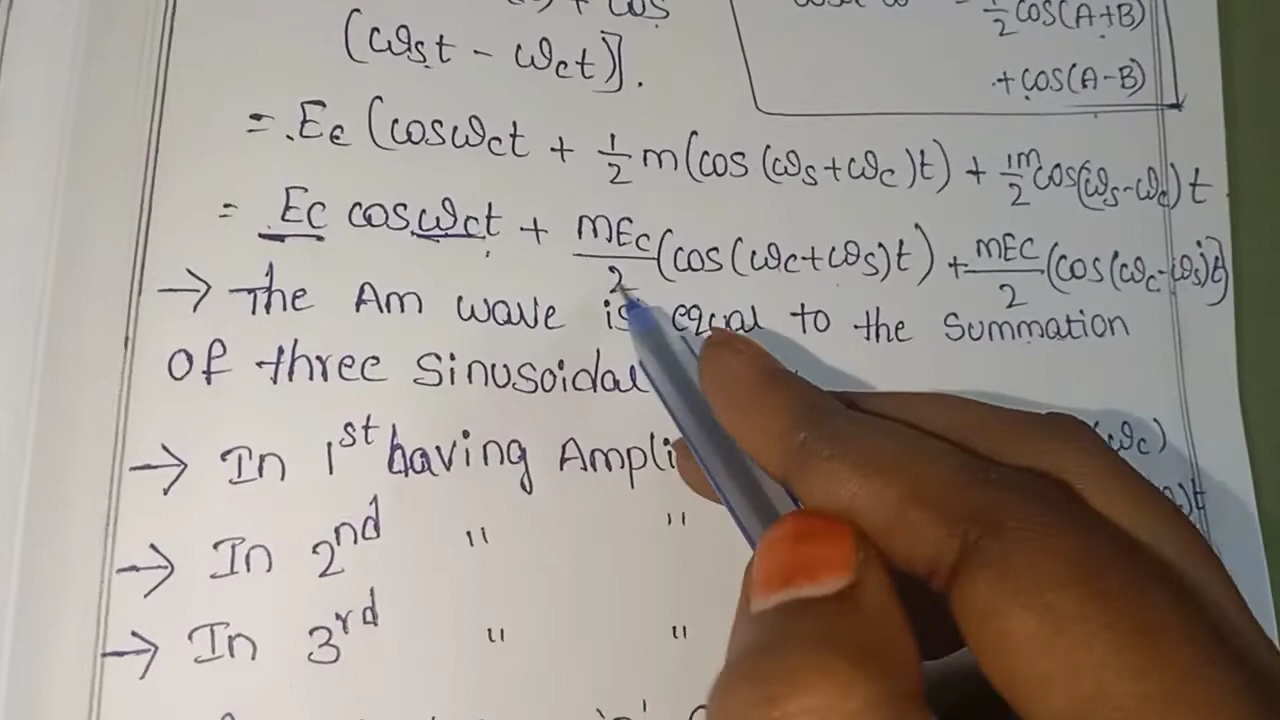 + cos
(ωst - ωct)].
1/2 cos(A+B)
+ cos(A-B)
= Ec (cosωct + 1/2 m(cos (ωs+ωc)t) + 1m/2 cos(ωs-ωc)t
= Ec cosωct + mEc/2 (cos(ωc+ωs)t) + mEC/2 (cos(ωc-ωs)t)
→ The Am wave is equal to the Summation
of three Sinusoidal
→ In 1st having Ampli ωc)
→ In 2nd " " )t
→ In 3rd " "